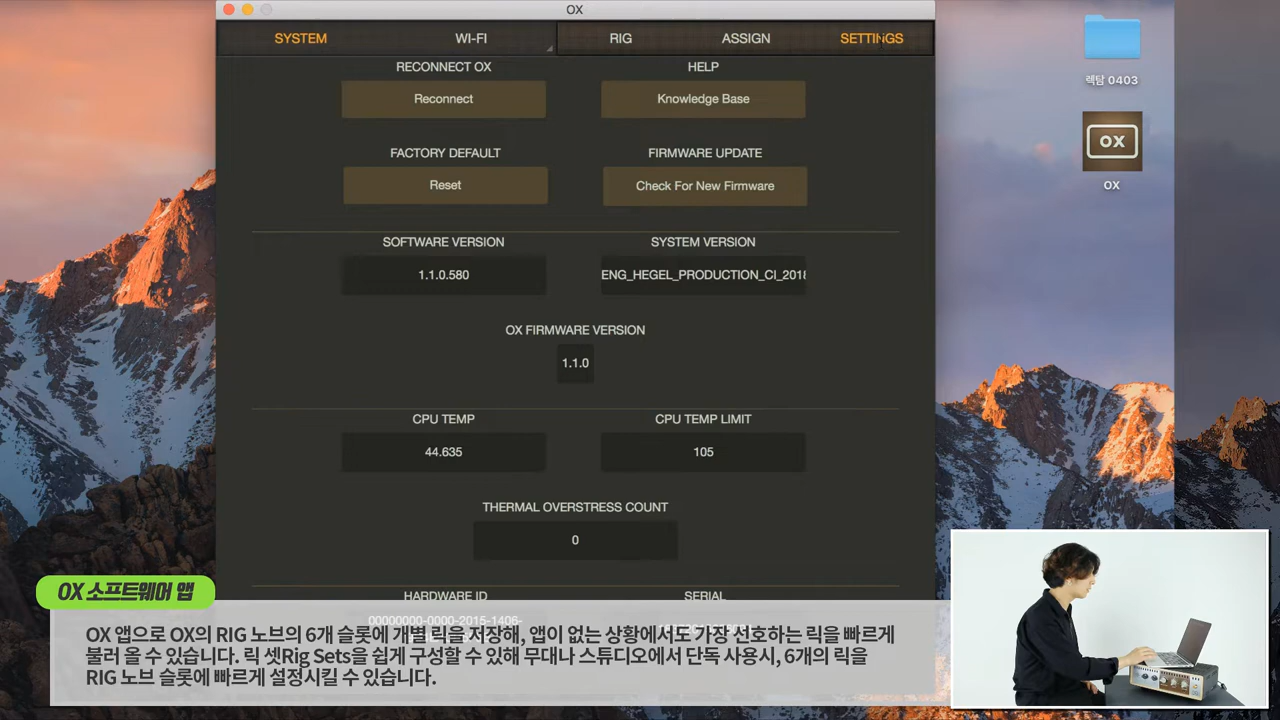 OX
SYSTEM
WI-FI
RIG
ASSIGN
SETTINGS
RECONNECT OX
HELP
Reconnect
Knowledge Base
FACTORY DEFAULT
FIRMWARE UPDATE
Reset
Check For New Firmware
SOFTWARE VERSION
SYSTEM VERSION
1.1.0.580
ENG_HEGEL_PRODUCTION_CI_2018
OX FIRMWARE VERSION
1.1.0
CPU TEMP
CPU TEMP LIMIT
44.635
105
THERMAL OVERSTRESS COUNT
0
HARDWARE ID
SERIAL
00000000-0000-2015-1406-
렉탐 0403
OX
OX
OX 소프트웨어 앱
OX 앱으로 OX의 RIG 노브의 6개 슬롯에 개별 릭을 저장해, 앱이 없는 상황에서도 가장 선호하는 릭을 빠르게
불러 올 수 있습니다. 릭 셋Rig Sets을 쉽게 구성할 수 있해 무대나 스튜디오에서 단독 사용시, 6개의 릭을
RIG 노브 슬롯에 빠르게 설정시킬 수 있습니다.